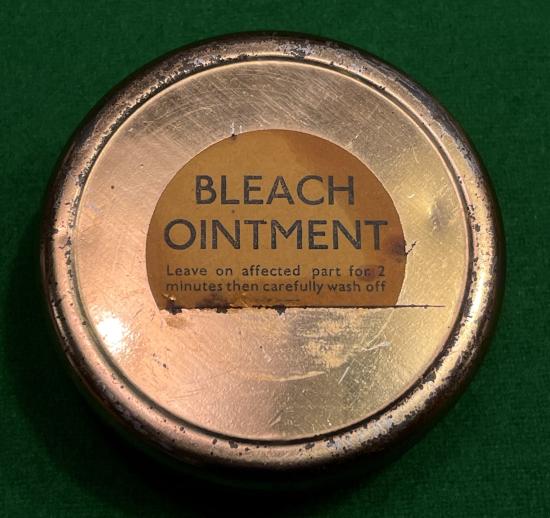 BLEACH
OINTMENT
Leave on affected part for 2
minutes then carefully wash off